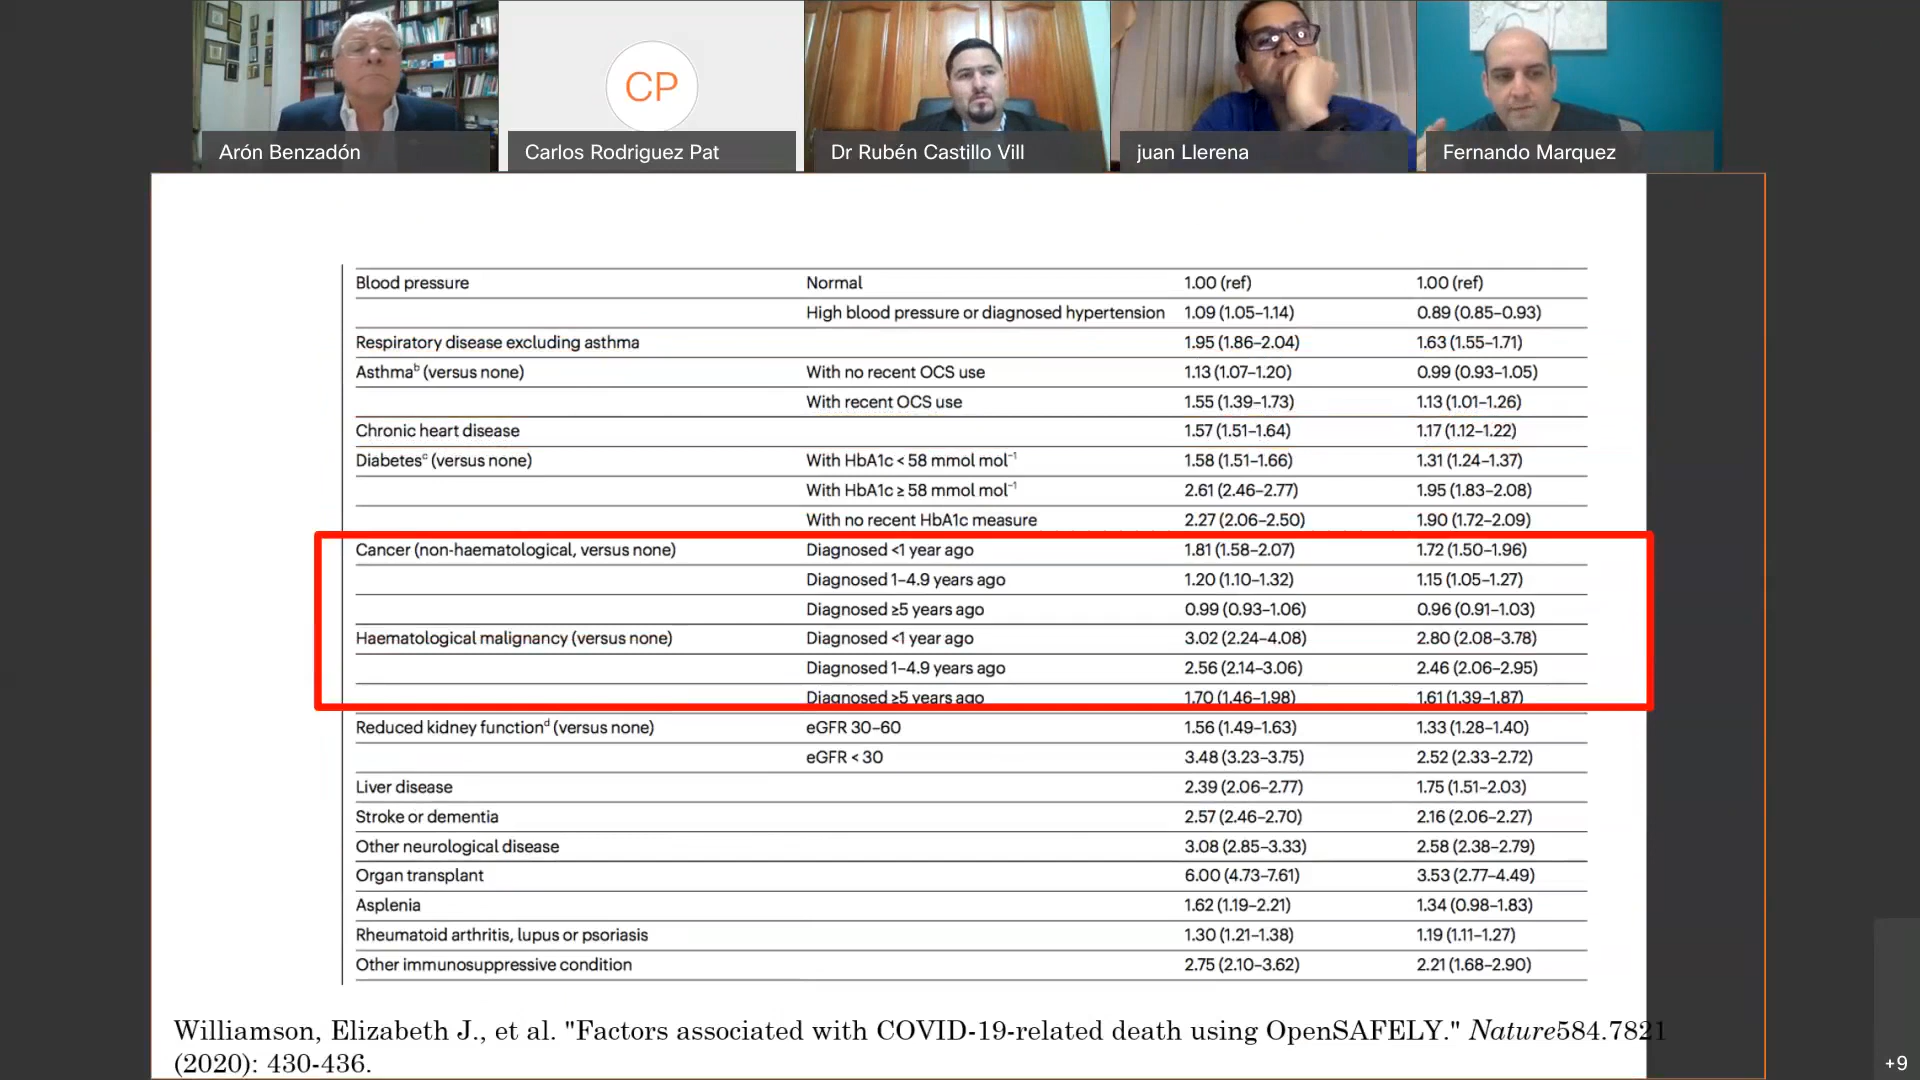 CP
Arón Benzadón
Carlos Rodriguez Pat
Dr Rubén Castillo Vill
juan Llerena
Fernando Marquez
Blood pressure Normal 1.00 (ref) 1.00 (ref)
High blood pressure or diagnosed hypertension 1.09 (1.05–1.14) 0.89 (0.85–0.93)
Respiratory disease excluding asthma 1.95 (1.86–2.04) 1.63 (1.55–1.71)
Asthmaᵇ (versus none) With no recent OCS use 1.13 (1.07–1.20) 0.99 (0.93–1.05)
With recent OCS use 1.55 (1.39–1.73) 1.13 (1.01–1.26)
Chronic heart disease 1.57 (1.51–1.64) 1.17 (1.12–1.22)
Diabetesᶜ (versus none) With HbA1c < 58 mmol mol⁻¹ 1.58 (1.51–1.66) 1.31 (1.24–1.37)
With HbA1c ≥ 58 mmol mol⁻¹ 2.61 (2.46–2.77) 1.95 (1.83–2.08)
With no recent HbA1c measure 2.27 (2.06–2.50) 1.90 (1.72–2.09)
Cancer (non-haematological, versus none) Diagnosed <1 year ago 1.81 (1.58–2.07) 1.72 (1.50–1.96)
Diagnosed 1–4.9 years ago 1.20 (1.10–1.32) 1.15 (1.05–1.27)
Diagnosed ≥5 years ago 0.99 (0.93–1.06) 0.96 (0.91–1.03)
Haematological malignancy (versus none) Diagnosed <1 year ago 3.02 (2.24–4.08) 2.80 (2.08–3.78)
Diagnosed 1–4.9 years ago 2.56 (2.14–3.06) 2.46 (2.06–2.95)
Diagnosed ≥5 years ago 1.70 (1.46–1.98) 1.61 (1.39–1.87)
Reduced kidney functionᵈ (versus none) eGFR 30–60 1.56 (1.49–1.63) 1.33 (1.28–1.40)
eGFR < 30 3.48 (3.23–3.75) 2.52 (2.33–2.72)
Liver disease 2.39 (2.06–2.77) 1.75 (1.51–2.03)
Stroke or dementia 2.57 (2.46–2.70) 2.16 (2.06–2.27)
Other neurological disease 3.08 (2.85–3.33) 2.58 (2.38–2.79)
Organ transplant 6.00 (4.73–7.61) 3.53 (2.77–4.49)
Asplenia 1.62 (1.19–2.21) 1.34 (0.98–1.83)
Rheumatoid arthritis, lupus or psoriasis 1.30 (1.21–1.38) 1.19 (1.11–1.27)
Other immunosuppressive condition 2.75 (2.10–3.62) 2.21 (1.68–2.90)
Williamson, Elizabeth J., et al. "Factors associated with COVID-19-related death using OpenSAFELY." Nature584.7821
(2020): 430-436.
+9